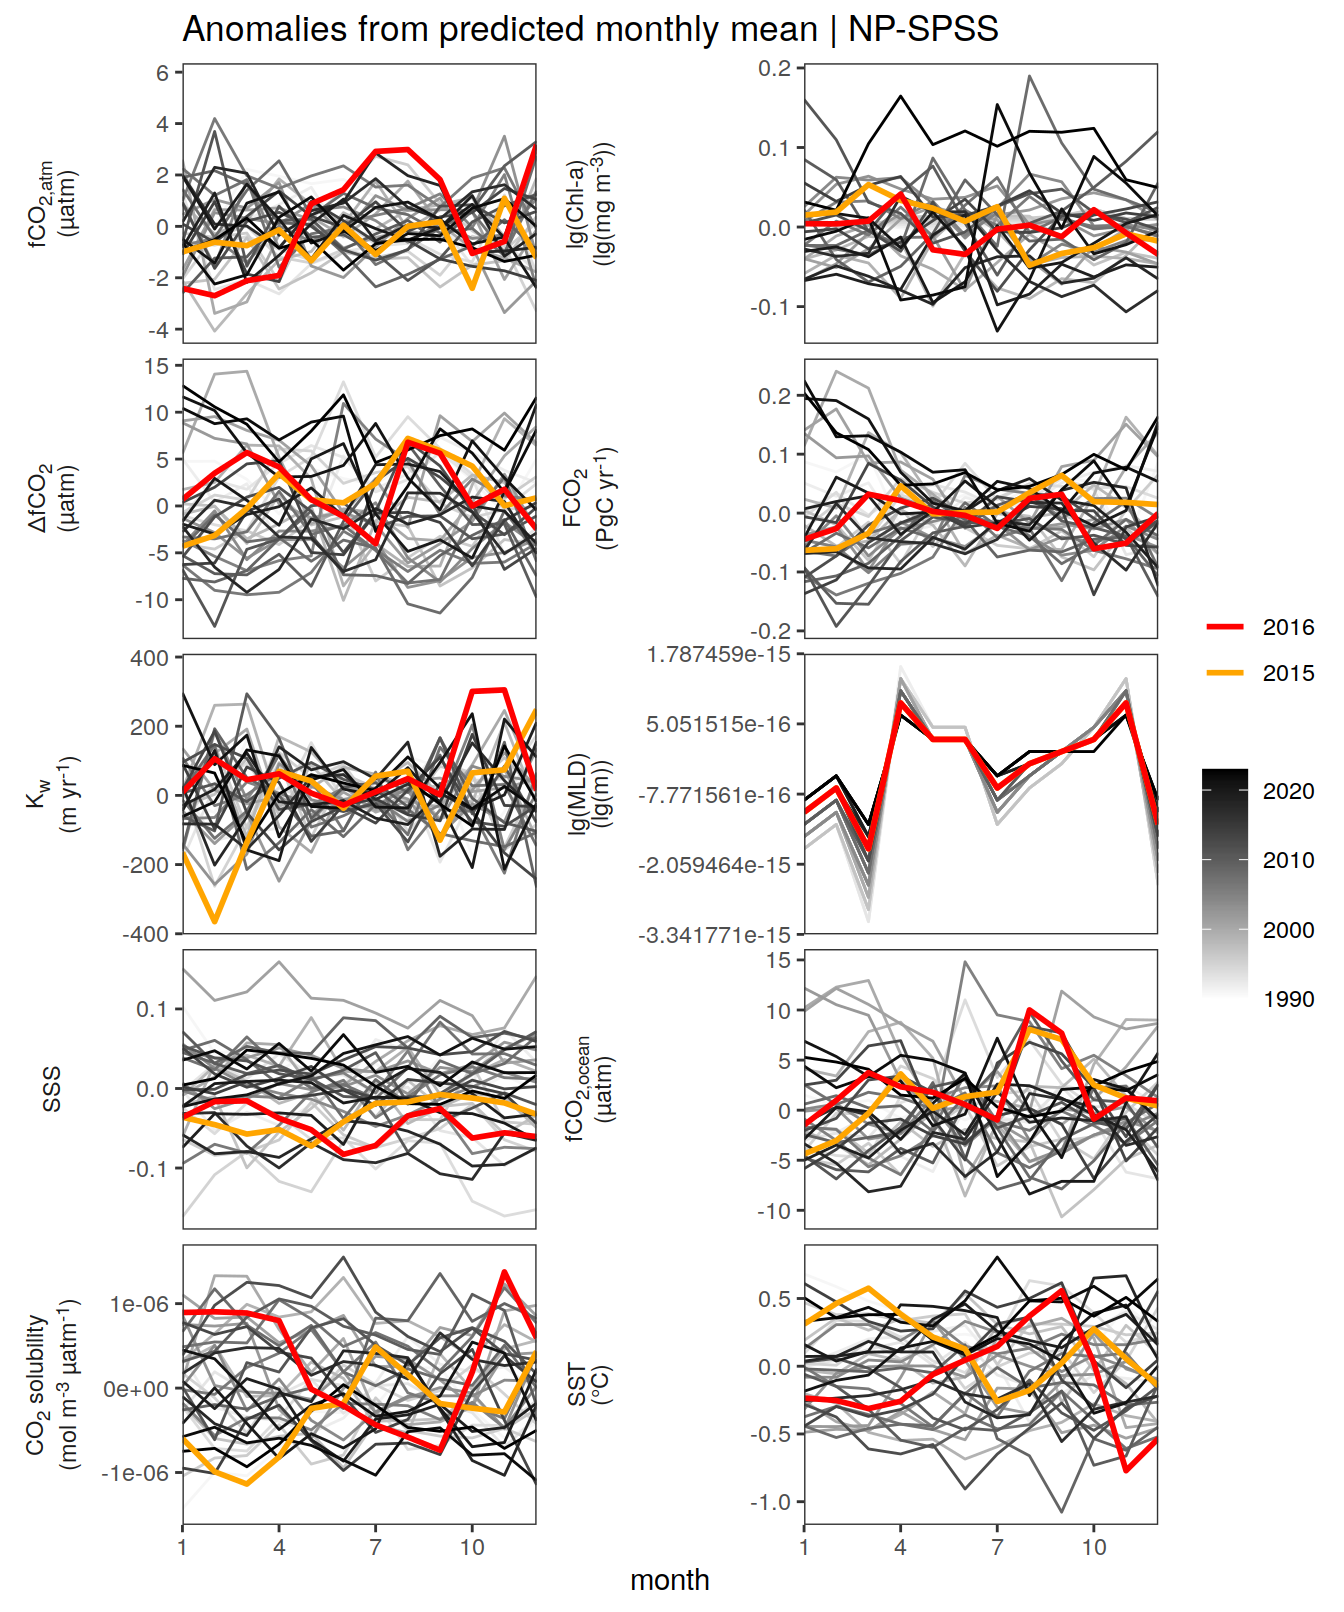 Anomalies from predicted monthly mean | NP-SPSS
fCO2,atm
(µatm)
6
4
2
0
-2
-4
lg(Chl-a)
(lg(mg m-3))
0.2
0.1
0.0
-0.1
ΔfCO2
(µatm)
15
10
5
0
-5
-10
FCO2
(PgC yr-1)
0.2
0.1
0.0
-0.1
-0.2
Kw
(m yr-1)
400
200
0
-200
-400
lg(MLD)
(lg(m))
1.787459e-15
5.051515e-16
-7.771561e-16
-2.059464e-15
-3.341771e-15
SSS
0.1
0.0
-0.1
fCO2,ocean
(µatm)
15
10
5
0
-5
-10
CO2 solubility
(mol m-3 µatm-1)
1e-06
0e+00
-1e-06
1
4
7
10
SST
(°C)
0.5
0.0
-0.5
-1.0
1
4
7
10
month
2016
2015
2020
2010
2000
1990